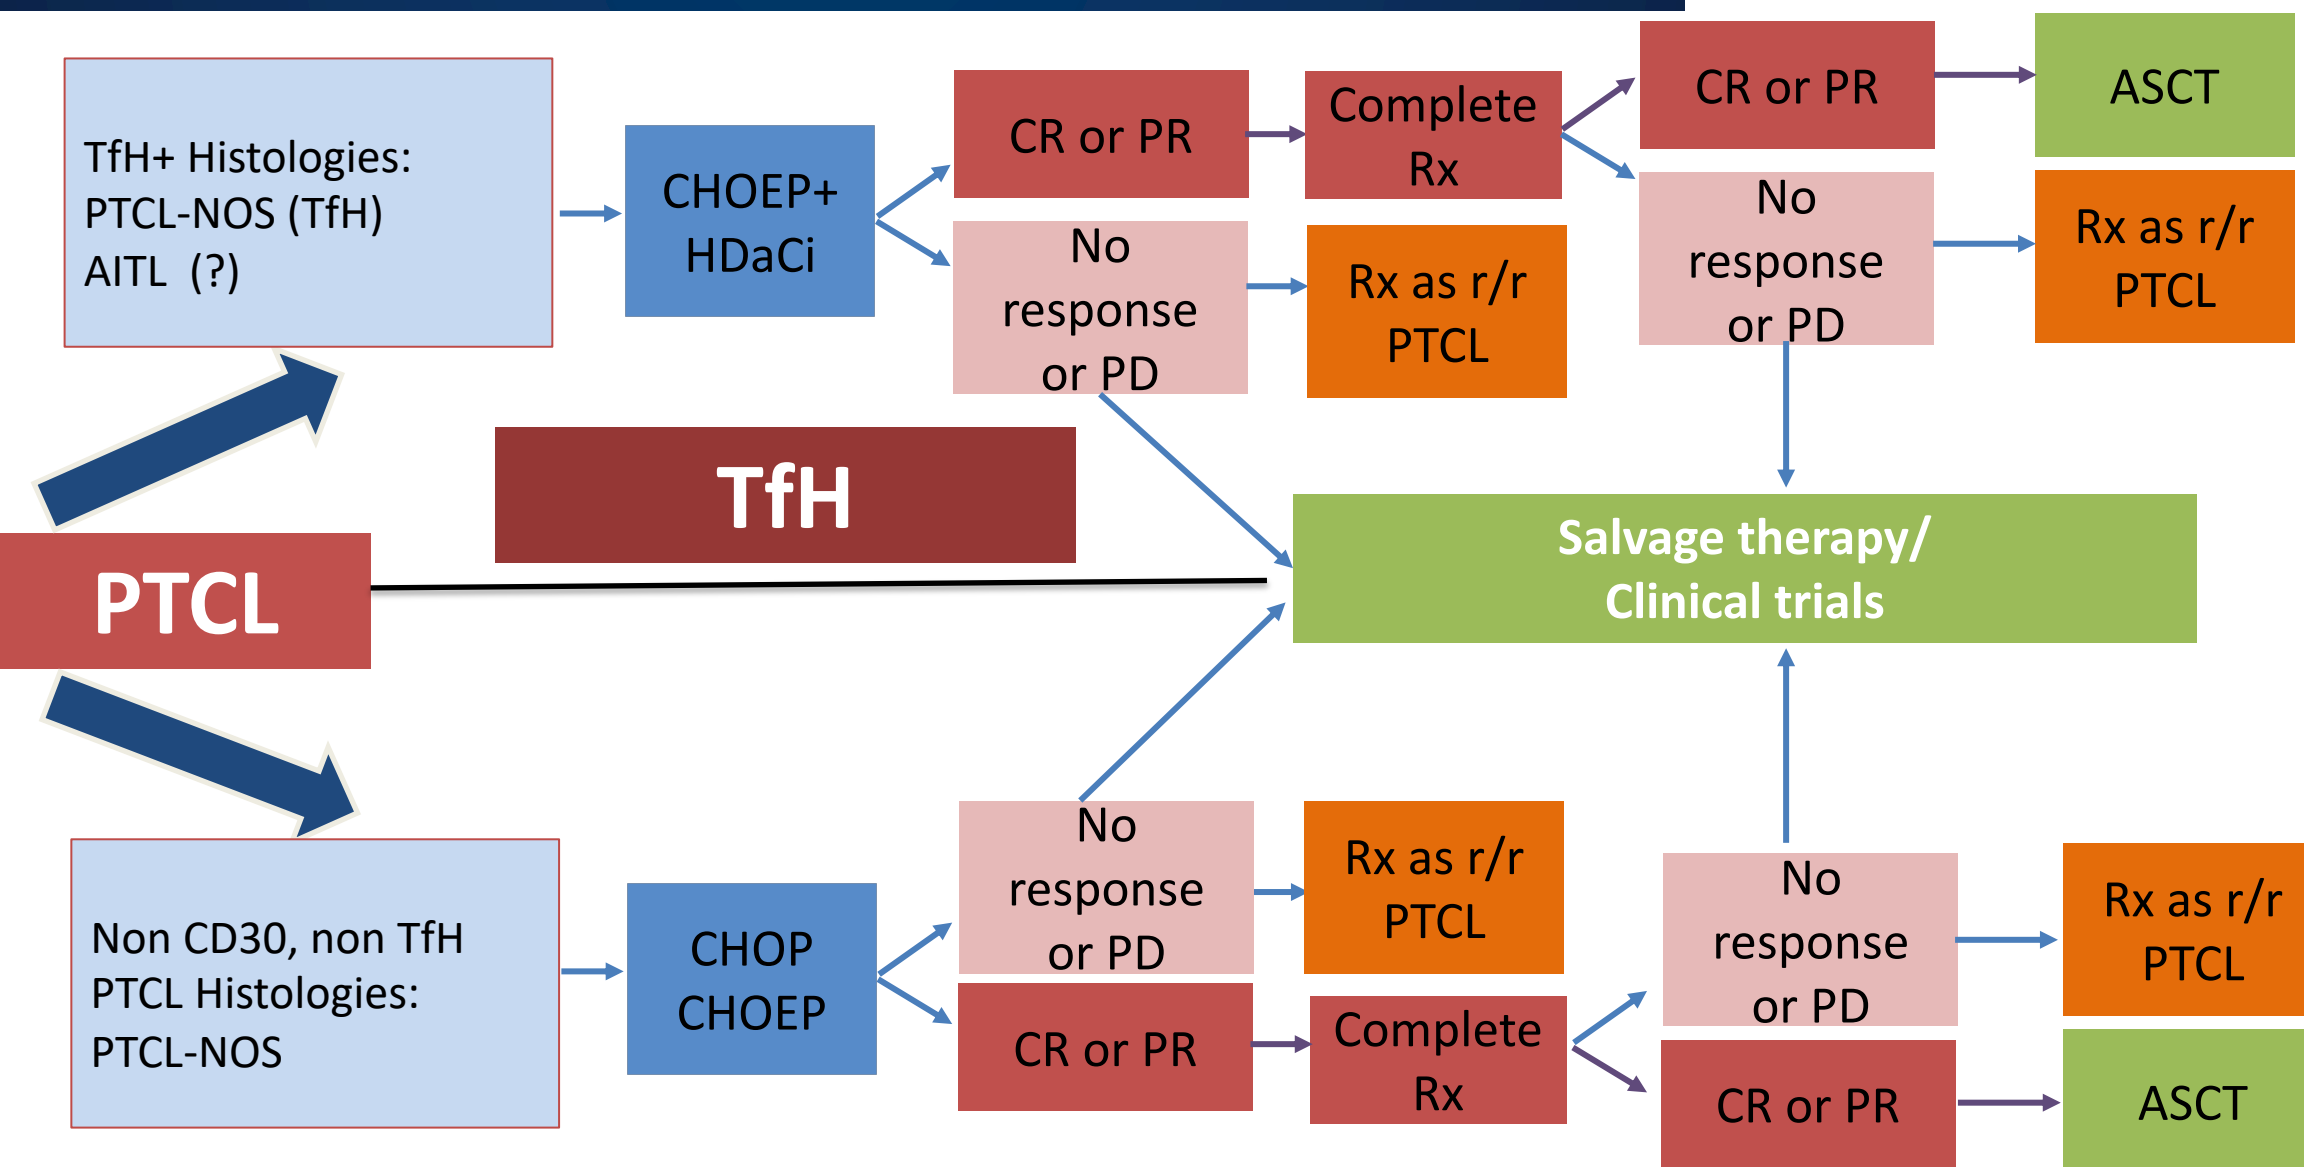 TfH+ Histologies:
PTCL-NOS (TfH)
AITL  (?)
CHOEP+
HDaCi
CR or PR
No
response
or PD
Complete
Rx
Rx as r/r
PTCL
CR or PR
No
response
or PD
ASCT
Rx as r/r
PTCL
TfH
PTCL
Salvage therapy/
Clinical trials
Non CD30, non TfH
PTCL Histologies:
PTCL-NOS
CHOP
CHOEP
No
response
or PD
CR or PR
Rx as r/r
PTCL
Complete
Rx
No
response
or PD
CR or PR
Rx as r/r
PTCL
ASCT